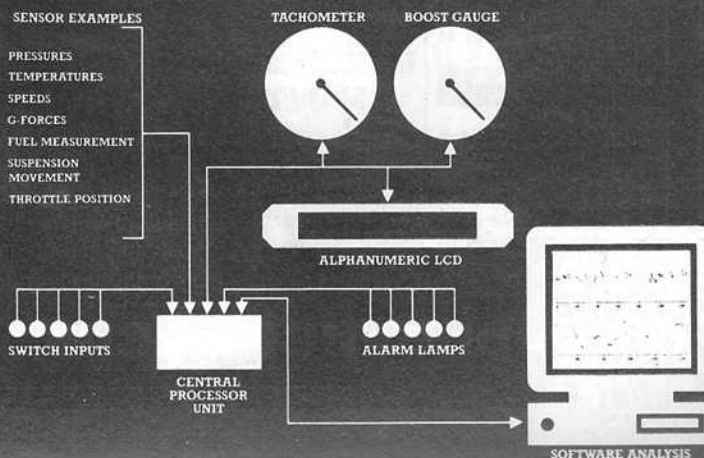 SENSOR EXAMPLES
PRESSURES
TEMPERATURES
SPEEDS
G-FORCES
FUEL MEASUREMENT
SUSPENSION
MOVEMENT
THROTTLE POSITION
TACHOMETER
BOOST GAUGE
ALPHANUMERIC LCD
SWITCH INPUTS
CENTRAL
PROCESSOR
UNIT
ALARM LAMPS
SOFTWARE ANALYSIS